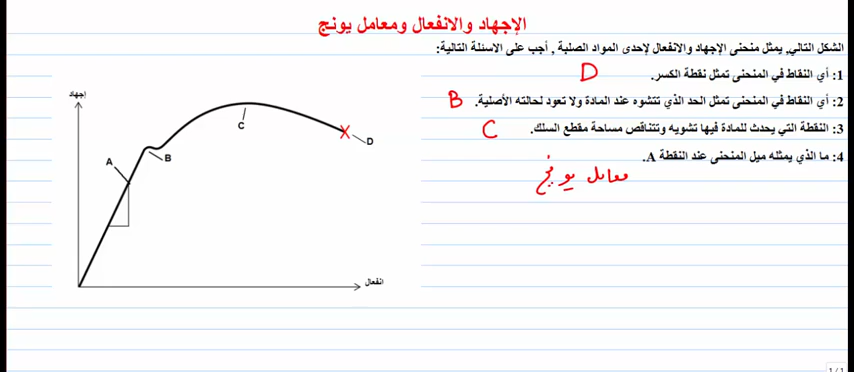 الإجهاد والانفعال ومعامل يونج
الشكل التالي, يمثل منحنى الإجهاد والانفعال لإحدى المواد الصلبة , أجب على الاسئلة التالية:
1: أي النقاط في المنحنى تمثل نقطة الكسر. D
2: أي النقاط في المنحنى تمثل الحد الذي تتشوه عند المادة ولا تعود لحالته الأصلية. B
3: النقطة التي يحدث للمادة فيها تشويه وتتناقص مساحة مقطع السلك. C
4: ما الذي يمثله ميل المنحنى عند النقطة A.
معامل يونج
إجهاد
A
B
C
D
انفعال
1 / 1